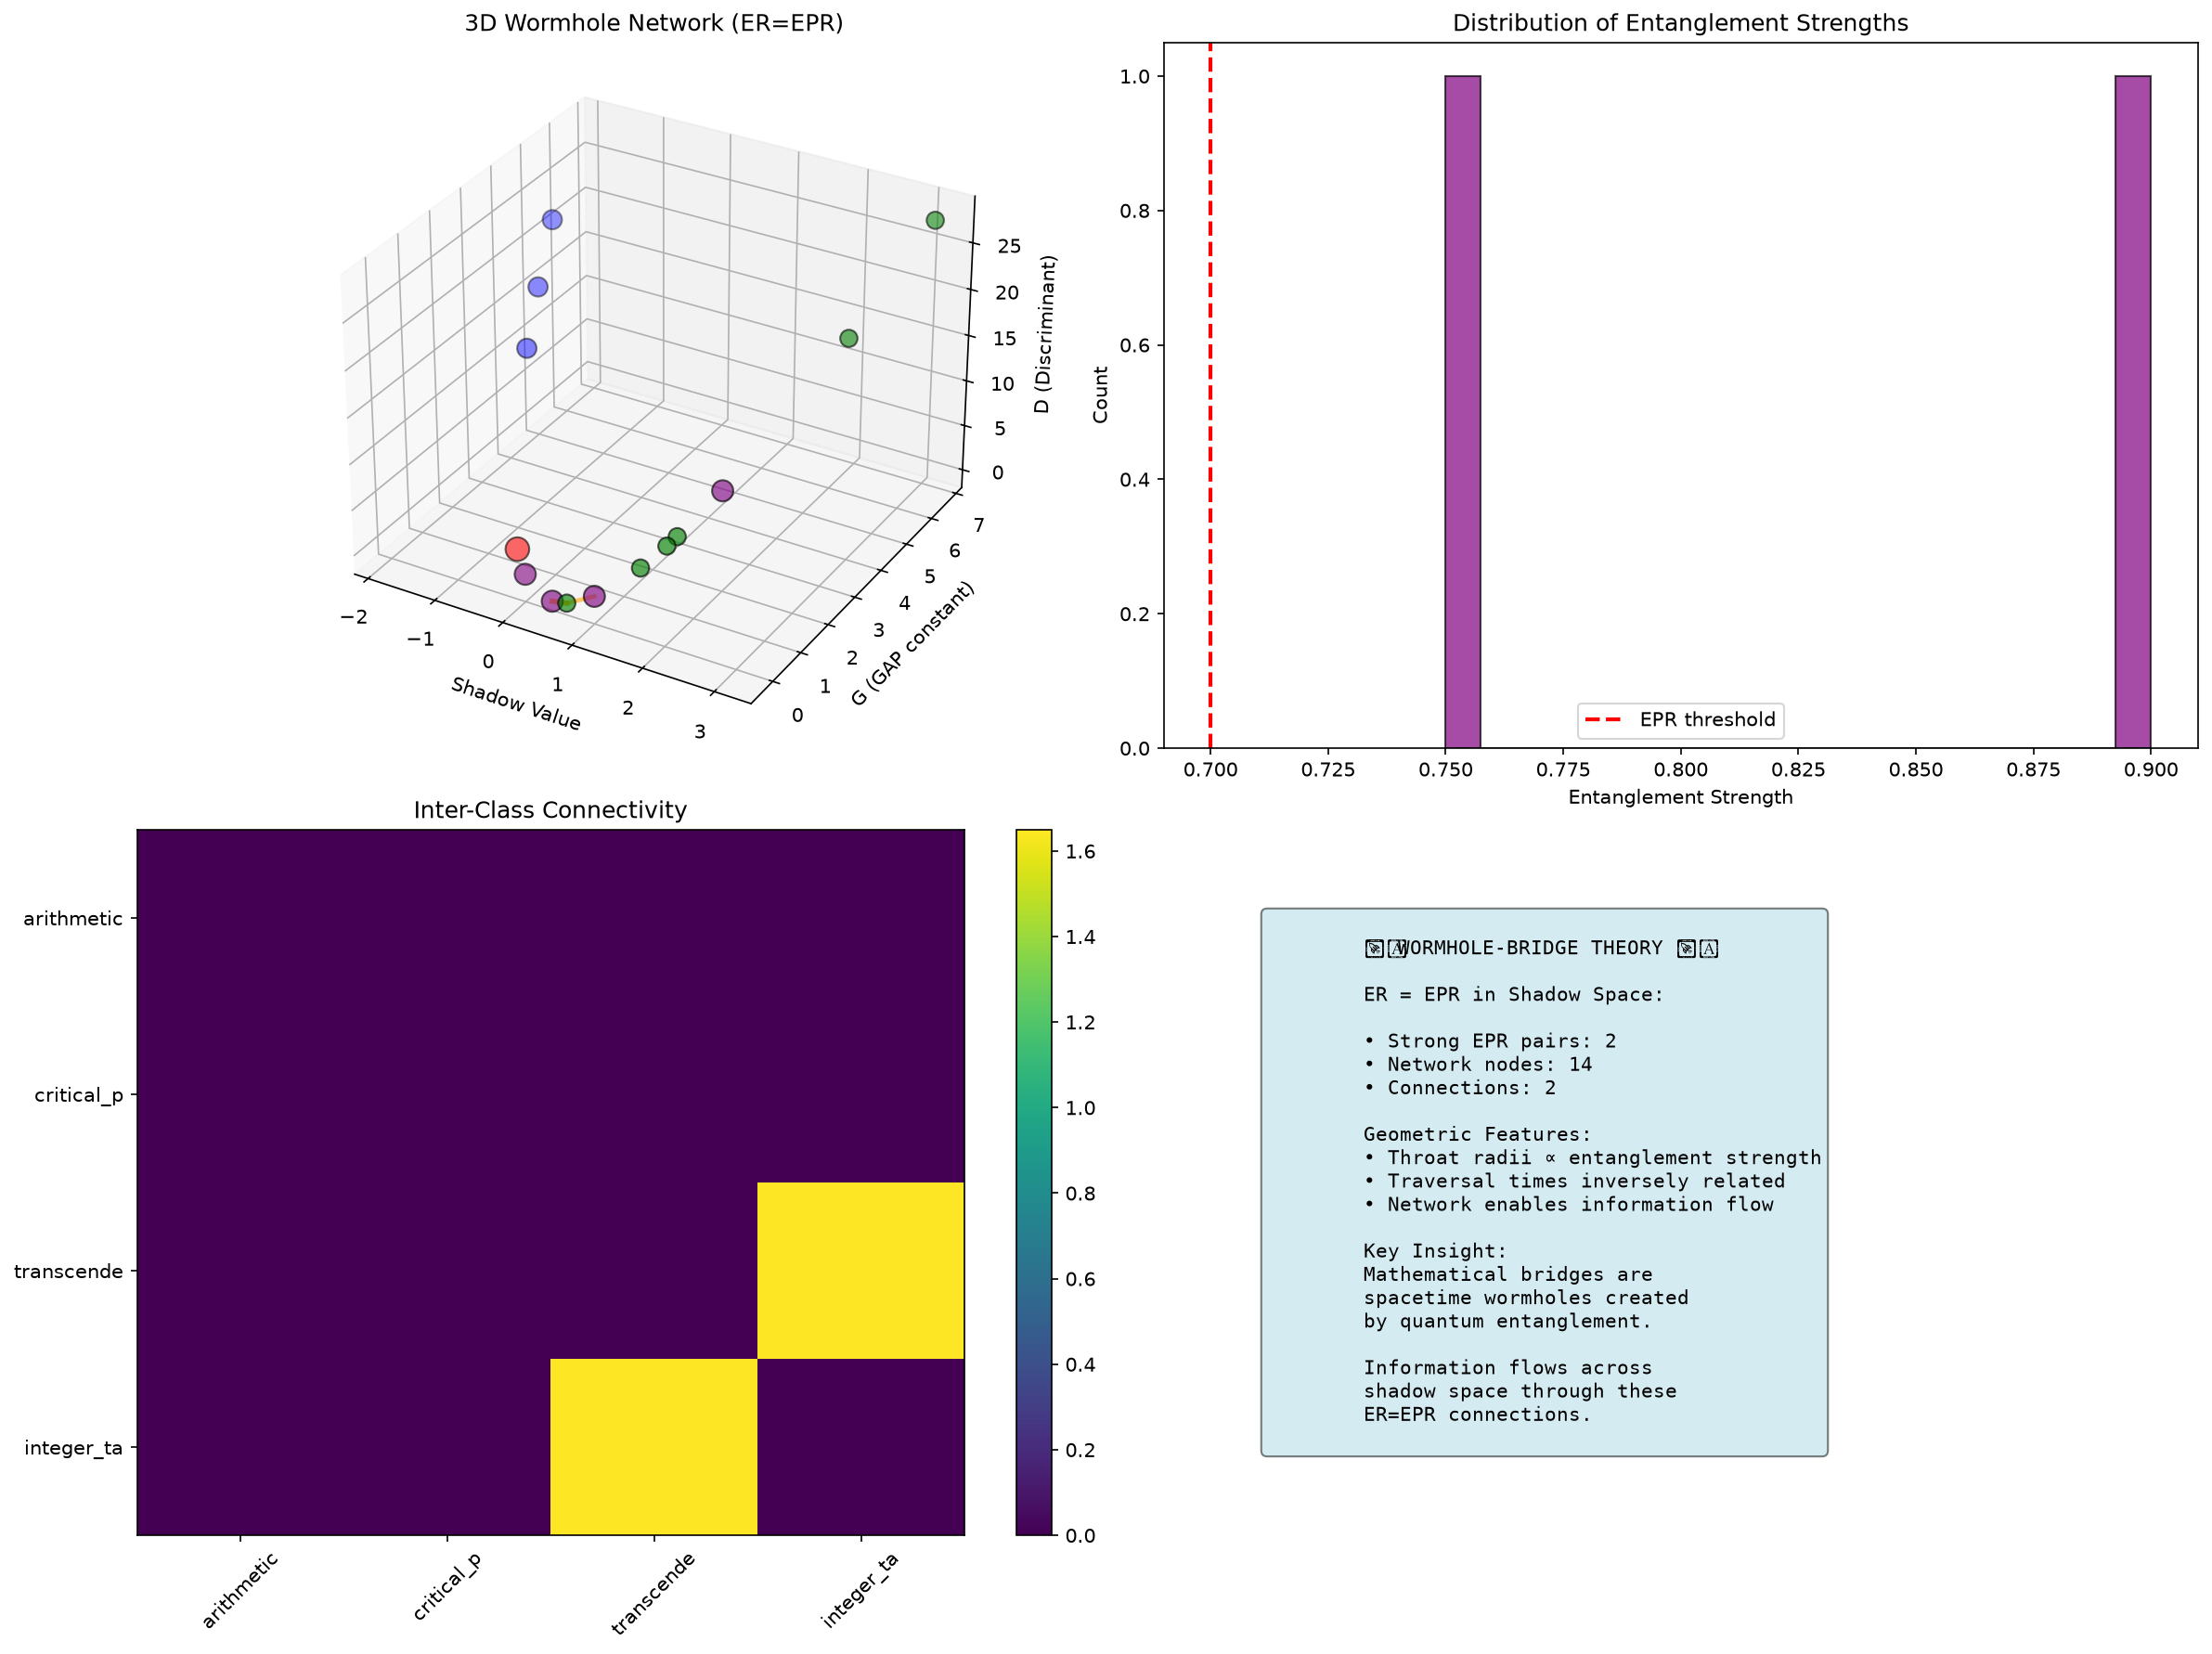 3D Wormhole Network (ER=EPR)
25
20
15
10
5
0
D (Discriminant)
7
6
5
4
3
2
1
0
G (GAP constant)
−2
−1
0
1
2
3
Shadow Value
Distribution of Entanglement Strengths
1.0
0.8
0.6
0.4
0.2
0.0
Count
EPR threshold
0.700 0.725 0.750 0.775 0.800 0.825 0.850 0.875 0.900
Entanglement Strength
Inter-Class Connectivity
arithmetic
critical_p
transcende
integer_ta
arithmetic critical_p transcende integer_ta
1.6
1.4
1.2
1.0
0.8
0.6
0.4
0.2
0.0
WORMHOLE-BRIDGE THEORY
ER = EPR in Shadow Space:
• Strong EPR pairs: 2
• Network nodes: 14
• Connections: 2
Geometric Features:
• Throat radii ∝ entanglement strength
• Traversal times inversely related
• Network enables information flow
Key Insight:
Mathematical bridges are
spacetime wormholes created
by quantum entanglement.
Information flows across
shadow space through these
ER=EPR connections.